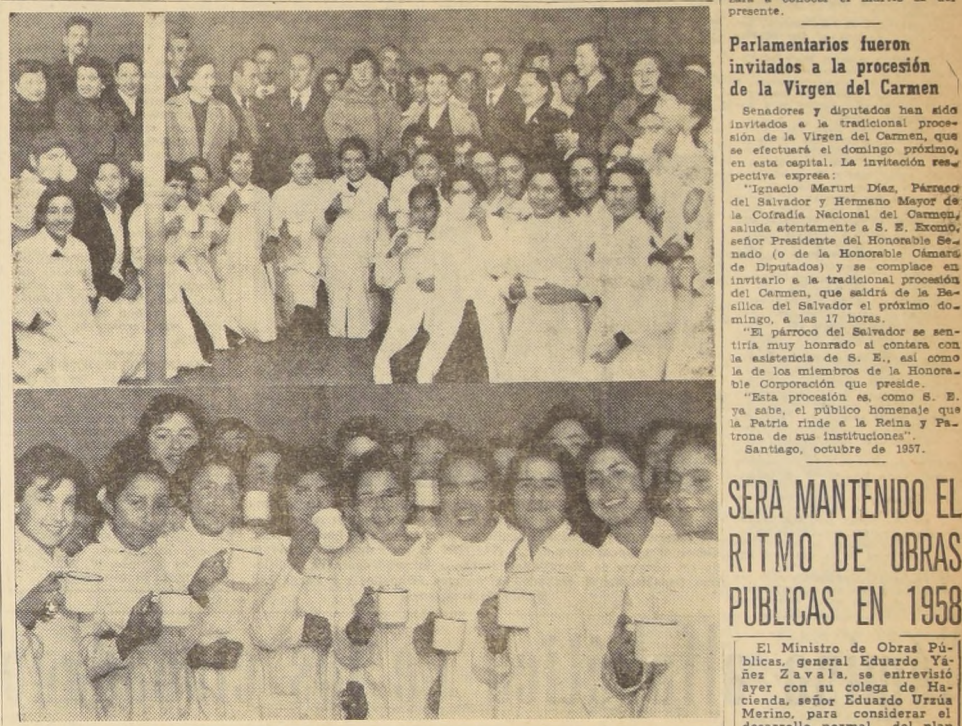 presente.
Parlamentarios fueron
invitados a la procesión
de la Virgen del Carmen
Senadores y diputados han sido
invitados a la tradicional proce-
sión de la Virgen del Carmen, que
se efectuará el domingo próximo,
en esta capital. La invitación res-
pectiva expresa:
"Ignacio Maruri Díaz, Párroco
del Salvador y Hermano Mayor de
la Cofradía Nacional del Carmen,
saluda atentamente a S. E. Excmo.
señor Presidente del Honorable Se-
nado (o de la Honorable Cámara
de Diputados) y se complace en
invitarlo a la tradicional procesión
del Carmen, que saldrá de la Ba-
sílica del Salvador el próximo do-
mingo, a las 17 horas.
"El párroco del Salvador se sen-
tiría muy honrado si contara con
la asistencia de S. E., así como
la de los miembros de la Honora-
ble Corporación que preside.
"Esta procesión es, como S. E.
ya sabe, el público homenaje que
la Patria rinde a la Reina y Pa-
trona de sus instituciones".
Santiago, octubre de 1957.
SERA MANTENIDO EL
RITMO DE OBRAS
PUBLICAS EN 1958
El Ministro de Obras Pú-
blicas, general Eduardo Yá-
ñez Zavala, se entrevistó
ayer con su colega de Ha-
cienda, señor Eduardo Urzúa
Merino, para considerar el
desarrollo normal del plan